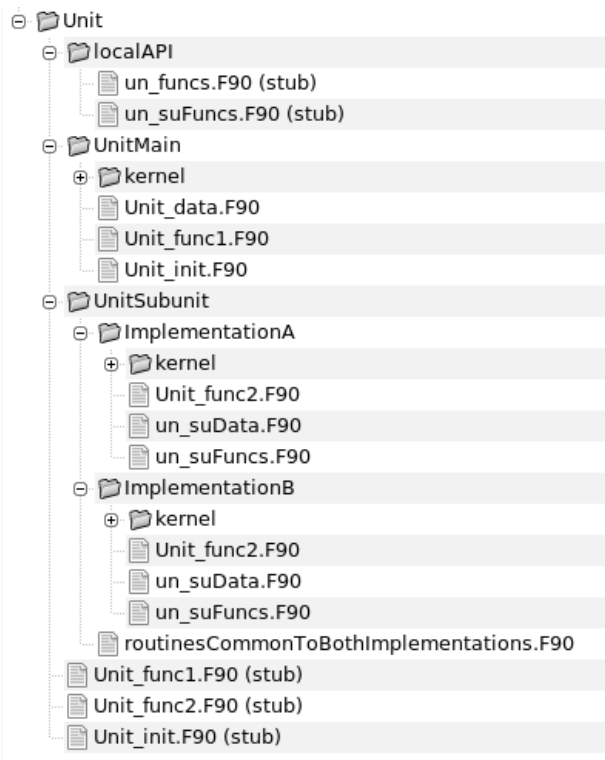 Unit
localAPI
un_funcs.F90 (stub)
un_suFuncs.F90 (stub)
UnitMain
kernel
Unit_data.F90
Unit_func1.F90
Unit_init.F90
UnitSubunit
ImplementationA
kernel
Unit_func2.F90
un_suData.F90
un_suFuncs.F90
ImplementationB
kernel
Unit_func2.F90
un_suData.F90
un_suFuncs.F90
routinesCommonToBothImplementations.F90
Unit_func1.F90 (stub)
Unit_func2.F90 (stub)
Unit_init.F90 (stub)